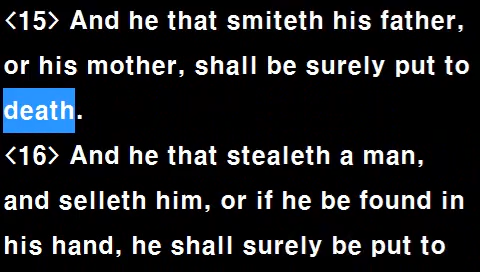 <15> And he that smiteth his father,
or his mother, shall be surely put to
death.
<16> And he that stealeth a man,
and selleth him, or if he be found in
his hand, he shall surely be put to